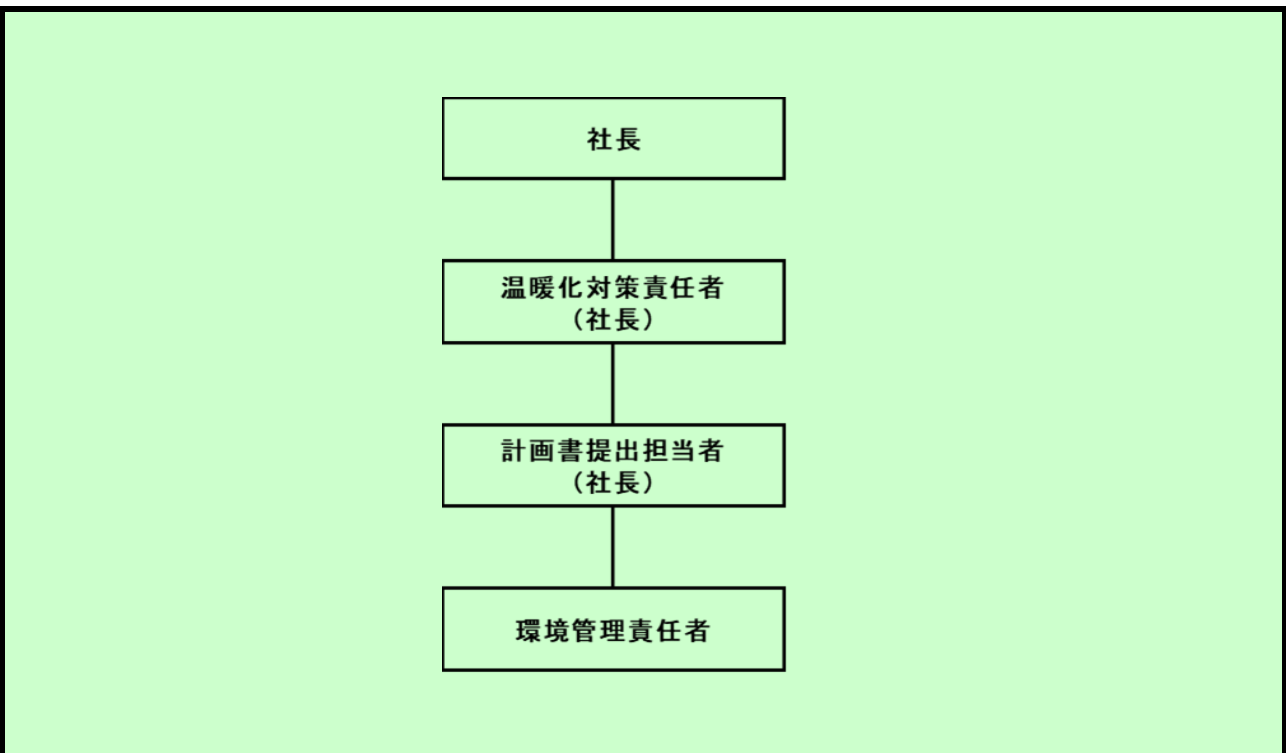 社長
温暖化対策責任者
（社長）
計画書提出担当者
（社長）
環境管理責任者